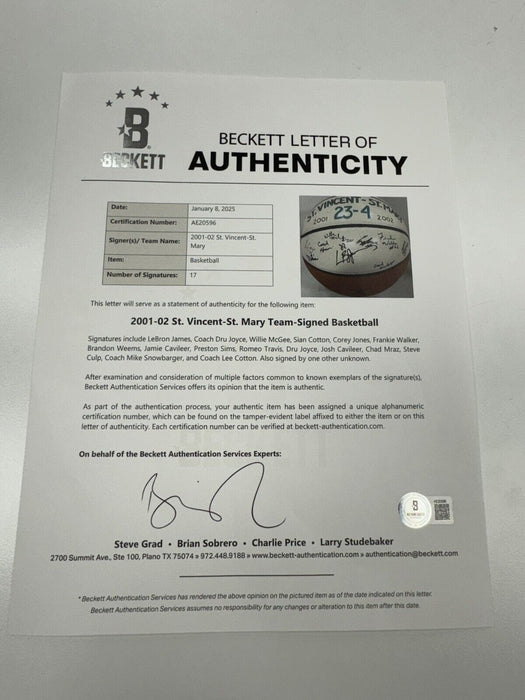 B
BECKETT
BECKETT LETTER OF
AUTHENTICITY
Date: January 8, 2025
Certification Number: AE20596
Signer(s)/ Team Name: 2001-02 St. Vincent-St. Mary
Item: Basketball
Number of Signatures: 17
ST. VINCENT-ST. MARY
2001 23-4 2002
This letter will serve as a statement of authenticity for the following item:
2001-02 St. Vincent-St. Mary Team-Signed Basketball
Signatures include LeBron James, Coach Dru Joyce, Willie McGee, Sian Cotton, Corey Jones, Frankie Walker,
Brandon Weems, Jamie Cavileer, Preston Sims, Romeo Travis, Dru Joyce, Josh Cavileer, Chad Mraz, Steve
Culp, Coach Mike Snowbarger, and Coach Lee Cotton. Also signed by one other unknown.
After examination and consideration of multiple factors common to known exemplars of the signature(s),
Beckett Authentication Services offers its opinion that the item is authentic.
As part of the authentication process, your authentic item has been assigned a unique alphanumeric
certification number, which can be found on the tamper-evident label affixed to either the item or on this
letter of authenticity. Each certification number can be verified at beckett-authentication.com.
On behalf of the Beckett Authentication Services Experts:
Steve Grad • Brian Sobrero • Charlie Price • Larry Studebaker
2700 Summit Ave., Ste 100, Plano TX 75074 » 972.448.9188 » www.beckett-authentication.com » authentication@beckett.com
*Beckett Authentication Services has rendered the above opinion on the pictured item as of the date indicated on this letter.
Beckett Authentication Services assumes no responsibility for any changes or alteration to this item after this date.